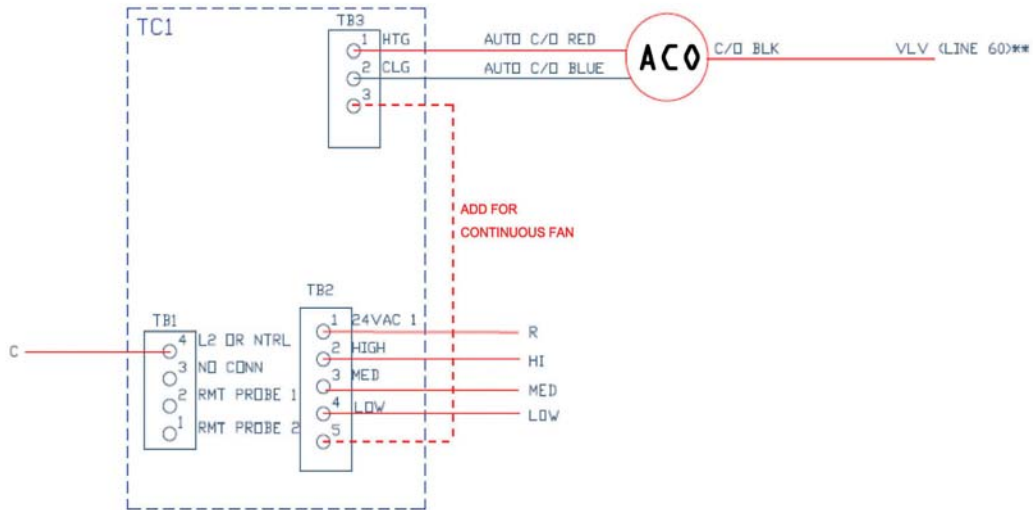 TC1
TB3
1 HTG
2 CLG
3
AUTO C/O RED
AUTO C/O BLUE
ACO
C/O BLK
VLV (LINE 60)**
ADD FOR
CONTINUOUS FAN
TB1
4 L2 OR NTRL
3 NO CONN
2 RMT PROBE 1
1 RMT PROBE 2
C
TB2
1 24VAC 1
2 HIGH
3 MED
4 LOW
5
R
HI
MED
LOW